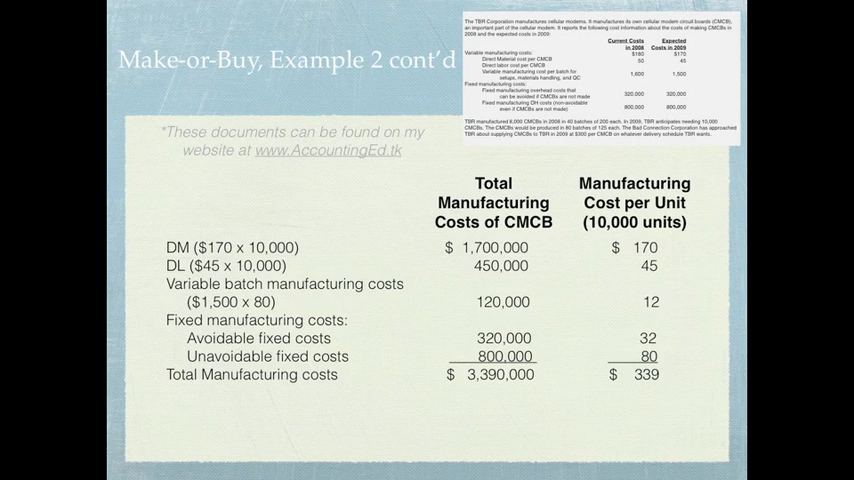 Make-or-Buy, Example 2 cont'd
The TBR Corporation manufactures cellular modems. It manufactures its own cellular modem circuit boards (CMCB),
an important part of the cellular modem. It reports the following cost information about the costs of making CMCBs in
2008 and the expected costs in 2009:
Current Costs Expected
in 2008 Costs in 2009
Variable manufacturing costs: $180 $170
Direct Material cost per CMCB 50 45
Direct labor cost per CMCB
Variable manufacturing cost per batch for
setups, materials handling, and QC 1,600 1,500
Fixed manufacturing costs:
Fixed manufacturing overhead costs that
can be avoided if CMCBs are not made 320,000 320,000
Fixed manufacturing OH costs (non-avoidable
even if CMCBs are not made) 800,000 800,000
TBR manufactured 8,000 CMCBs in 2008 in 40 batches of 200 each. In 2009, TBR anticipates needing 10,000
CMCBs. The CMCBs would be produced in 80 batches of 125 each. The Bad Connection Corporation has approached
TBR about supplying CMCBs to TBR in 2009 at $300 per CMCB on whatever delivery schedule TBR wants.
*These documents can be found on my
website at www.AccountingEd.tk
Total Manufacturing
Manufacturing Cost per Unit
Costs of CMCB (10,000 units)
DM ($170 x 10,000) $ 1,700,000 $ 170
DL ($45 x 10,000) 450,000 45
Variable batch manufacturing costs
($1,500 x 80) 120,000 12
Fixed manufacturing costs:
Avoidable fixed costs 320,000 32
Unavoidable fixed costs 800,000 80
Total Manufacturing costs $ 3,390,000 $ 339